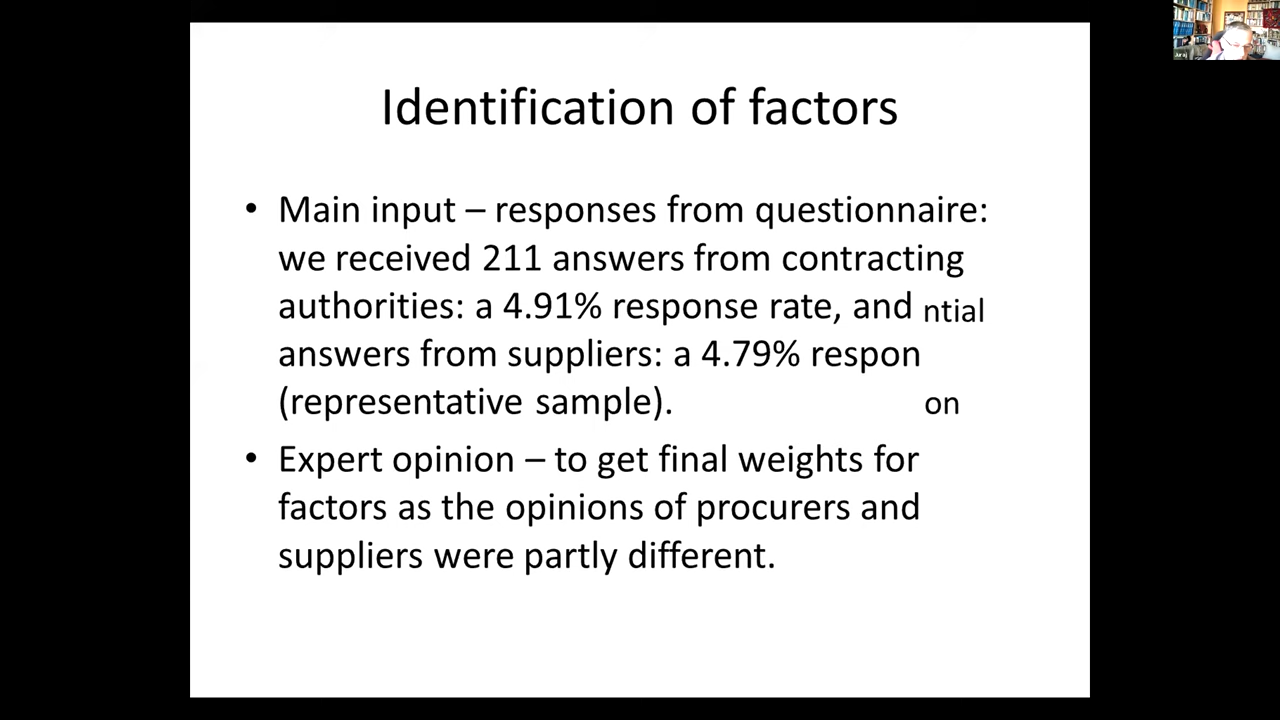 Identification of factors
• Main input – responses from questionnaire:
we received 211 answers from contracting
authorities: a 4.91% response rate, and ntial
answers from suppliers: a 4.79% respon
(representative sample). on
• Expert opinion – to get final weights for
factors as the opinions of procurers and
suppliers were partly different.
Juraj